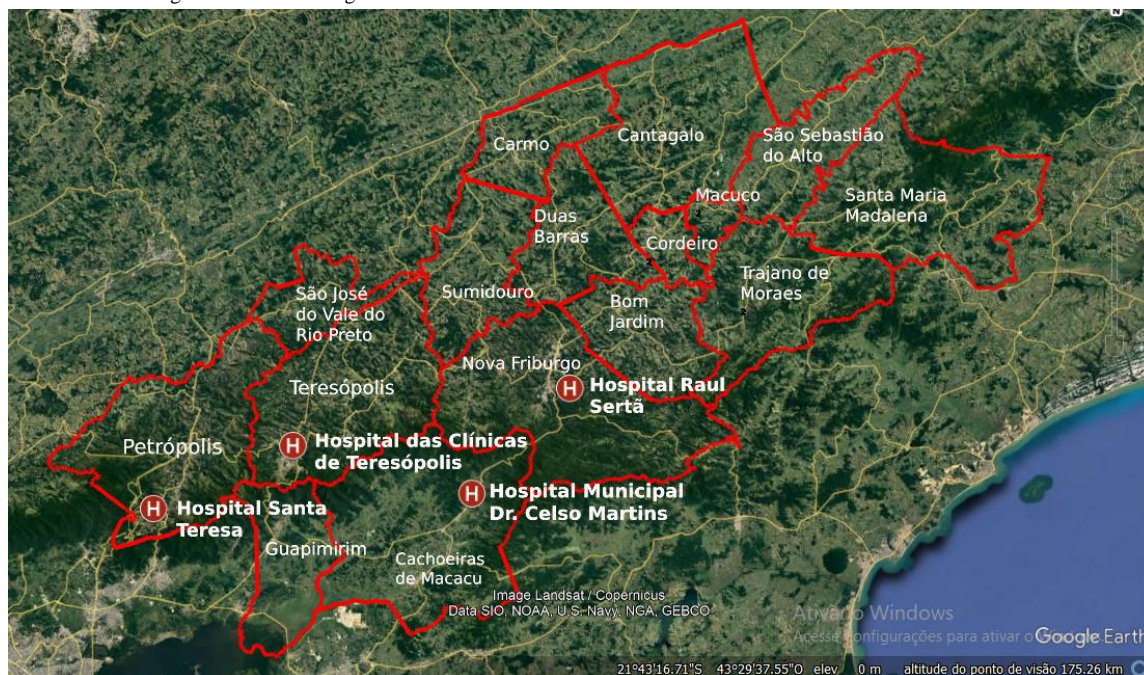 N
Carmo
Cantagalo
São Sebastião
do Alto
Macuco
Santa Maria
Madalena
Duas
Barras
Cordeiro
Trajano de
Moraes
São José
do Vale do
Rio Preto
Sumidouro
Bom
Jardim
Nova Friburgo
H Hospital Raul
Sertã
Teresópolis
Petrópolis
H Hospital das Clínicas
de Teresópolis
H Hospital Municipal
Dr. Celso Martins
H Hospital Santa
Teresa
Guapimirim
Cachoeiras
de Macacu
Image Landsat / Copernicus
Data SIO, NOAA, U.S. Navy, NGA, GEBCO
Ativar o Windows
Acesse configurações para ativar o
Google Earth
21°43'16.71"S 43°29'37.55"O elev 0 m altitude do ponto de visão 175.26 km